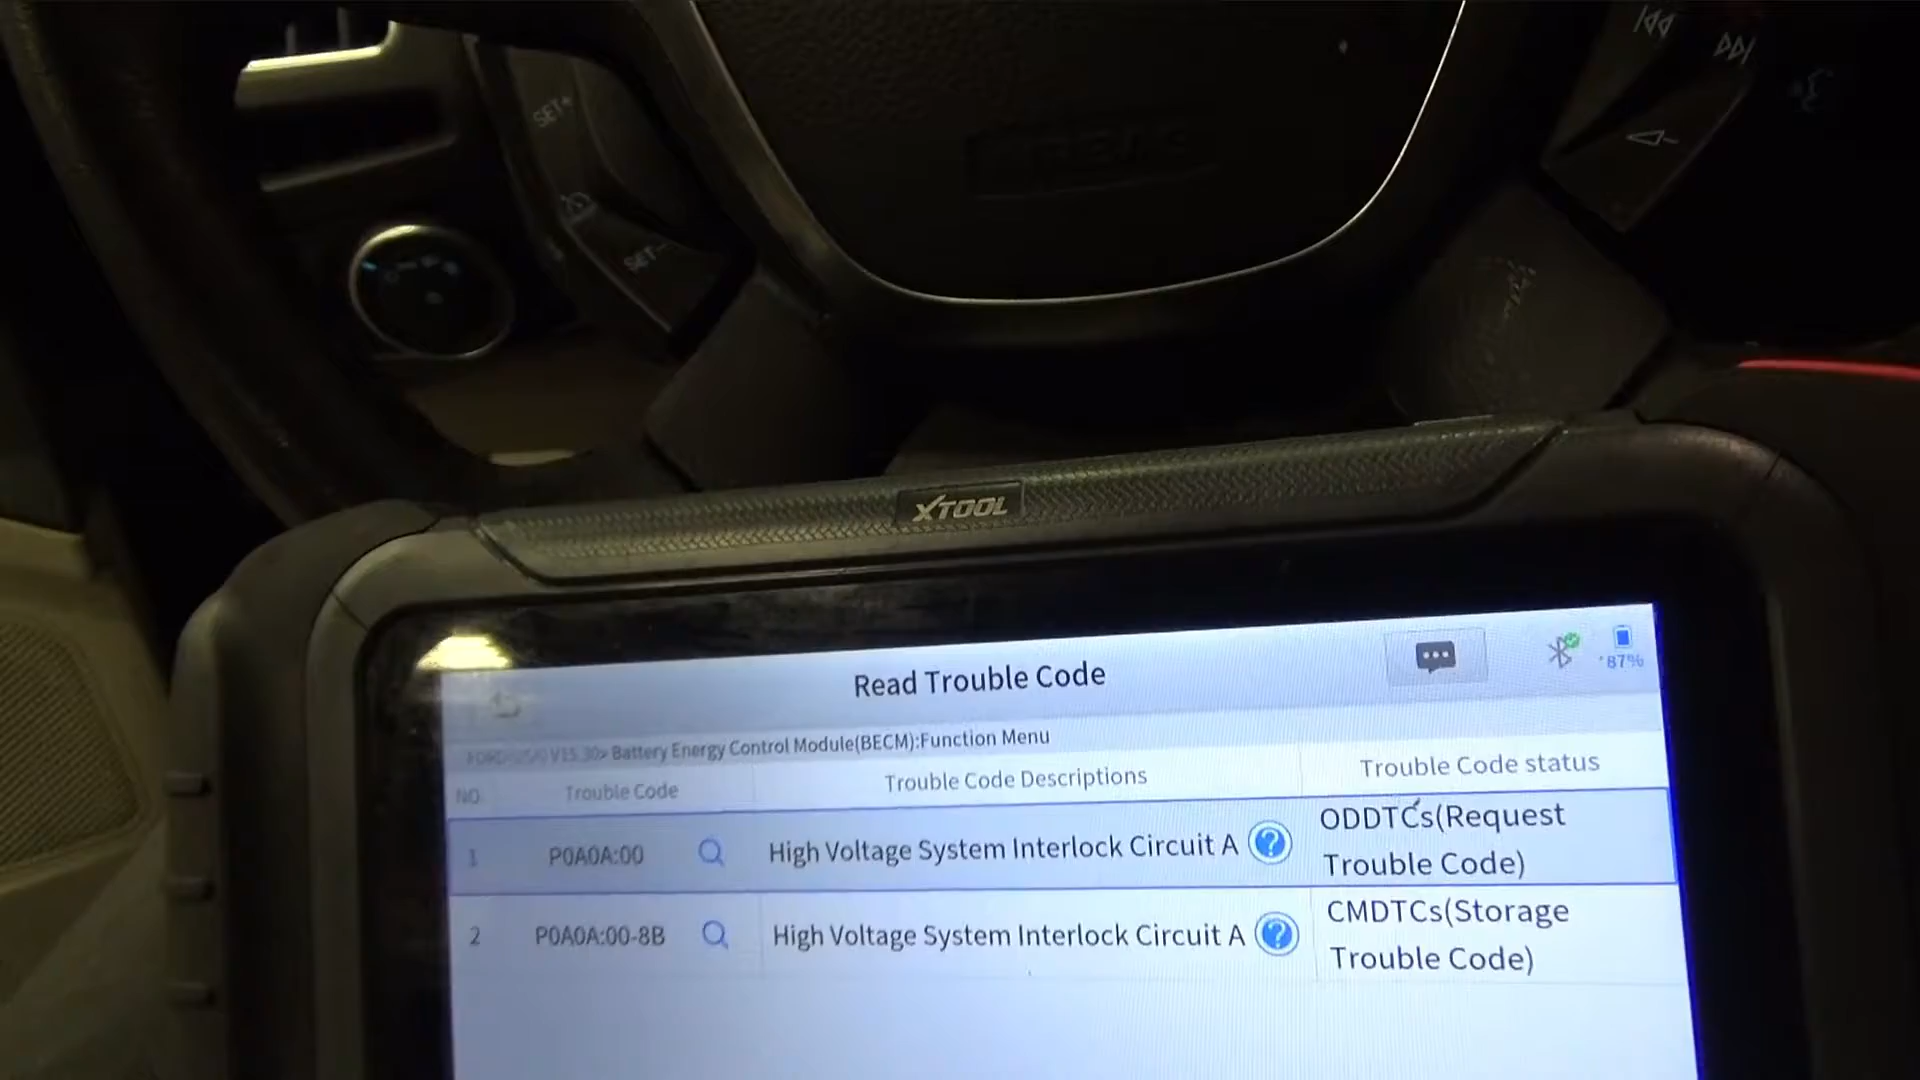 SET+
SET-
XTOOL
Read Trouble Code
87%
V15.30> Battery Energy Control Module(BECM):Function Menu
NO. Trouble Code Trouble Code Descriptions Trouble Code status
1 P0A0A:00 High Voltage System Interlock Circuit A ? ODDTCs(Request
Trouble Code)
2 P0A0A:00-8B High Voltage System Interlock Circuit A ? CMDTCs(Storage
Trouble Code)